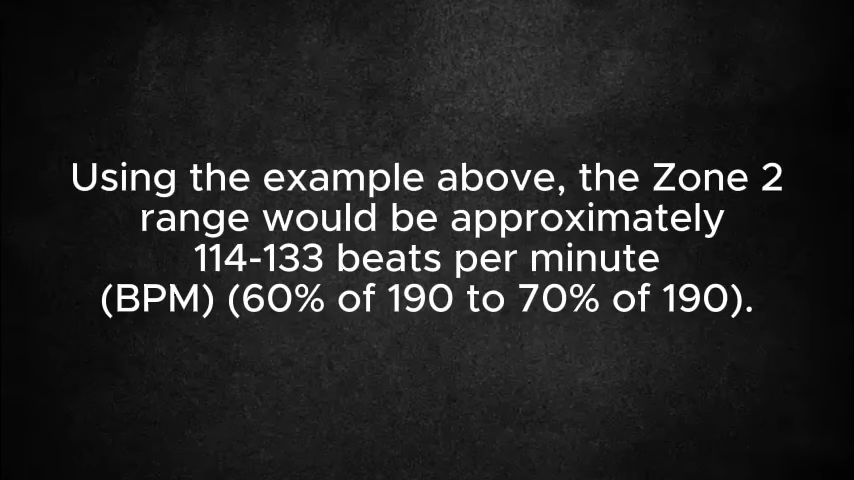 Using the example above, the Zone 2
range would be approximately
114-133 beats per minute
(BPM) (60% of 190 to 70% of 190).